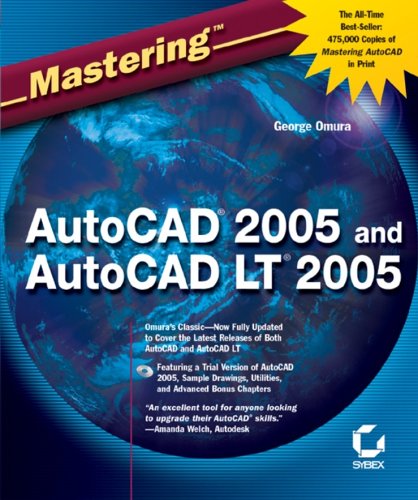 Mastering™
The All-Time
Best-Seller:
475,000 Copies of
Mastering AutoCAD
in Print
George Omura
AutoCAD® 2005 and
AutoCAD LT® 2005
Omura's Classic—Now Fully Updated
to Cover the Latest Releases of Both
AutoCAD and AutoCAD LT
Featuring a Trial Version of AutoCAD
2005, Sample Drawings, Utilities,
and Advanced Bonus Chapters
“An excellent tool for anyone looking
to upgrade their AutoCAD® skills.”
—Amanda Welch, Autodesk
SYBEX